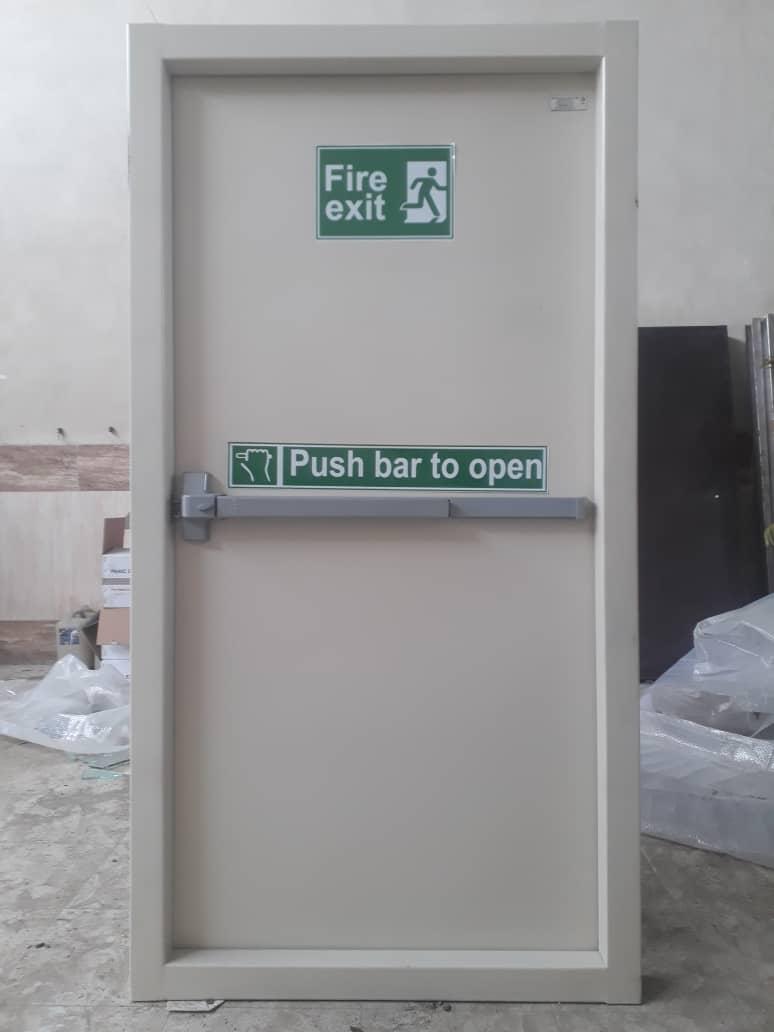 Fire
exit
Push bar to open